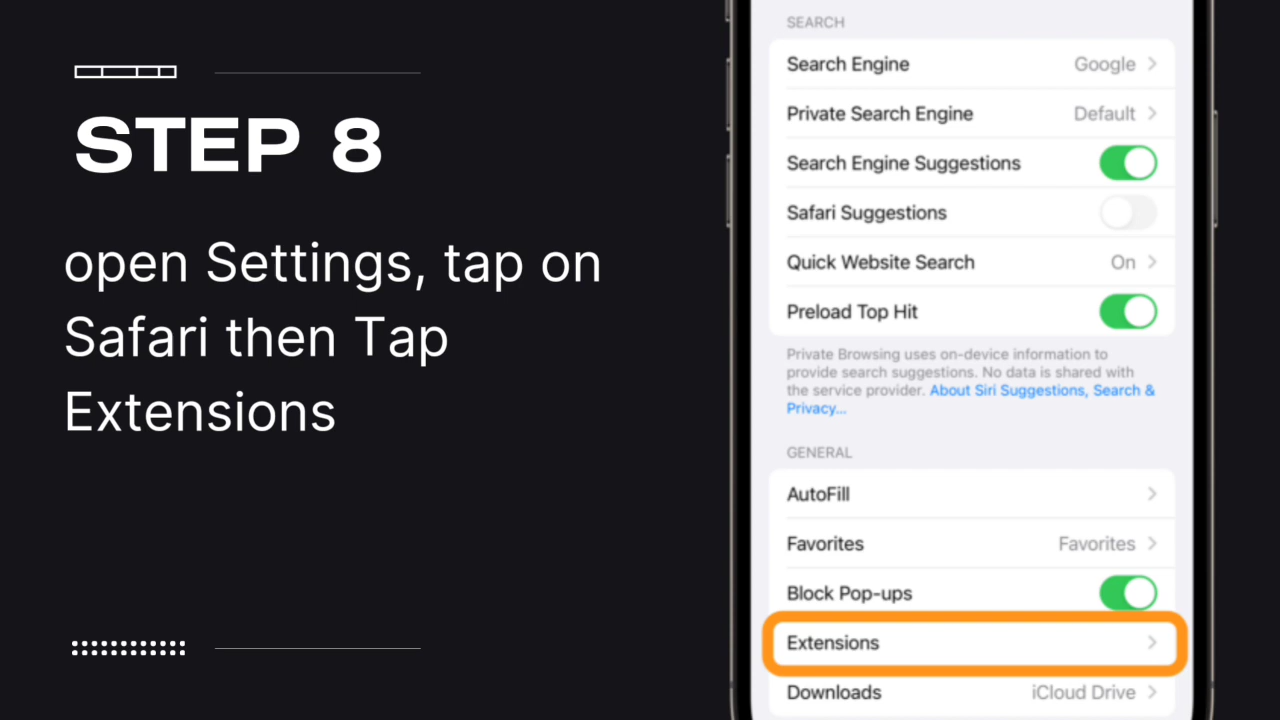 STEP 8
open Settings, tap on
Safari then Tap
Extensions
SEARCH
Search Engine Google
Private Search Engine Default
Search Engine Suggestions
Safari Suggestions
Quick Website Search On
Preload Top Hit
Private Browsing uses on-device information to
provide search suggestions. No data is shared with
the service provider. About Siri Suggestions, Search &
Privacy...
GENERAL
AutoFill
Favorites Favorites
Block Pop-ups
Extensions
Downloads iCloud Drive